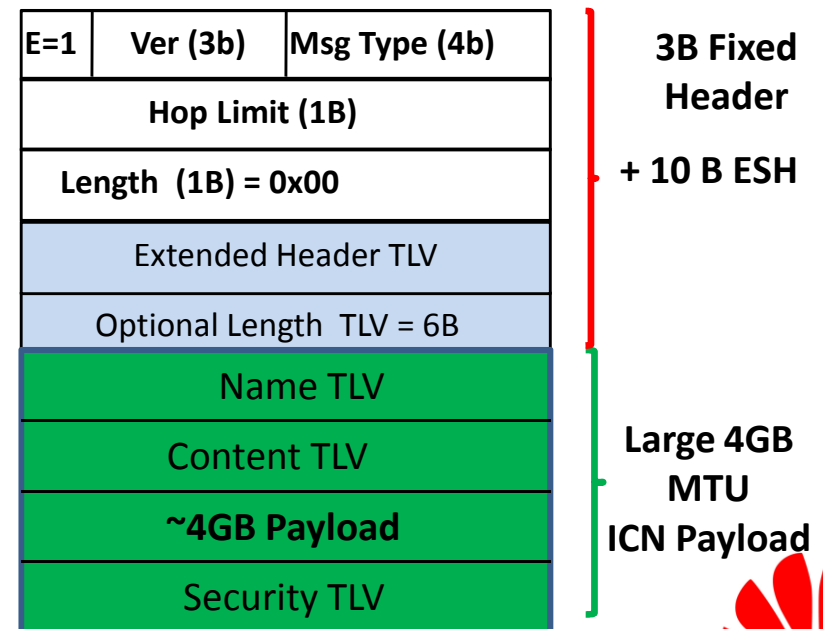 E=1 Ver (3b) Msg Type (4b)
Hop Limit (1B)
Length (1B) = 0x00
Extended Header TLV
Optional Length TLV = 6B
Name TLV
Content TLV
~4GB Payload
Security TLV
3B Fixed
Header
+ 10 B ESH
Large 4GB
MTU
ICN Payload